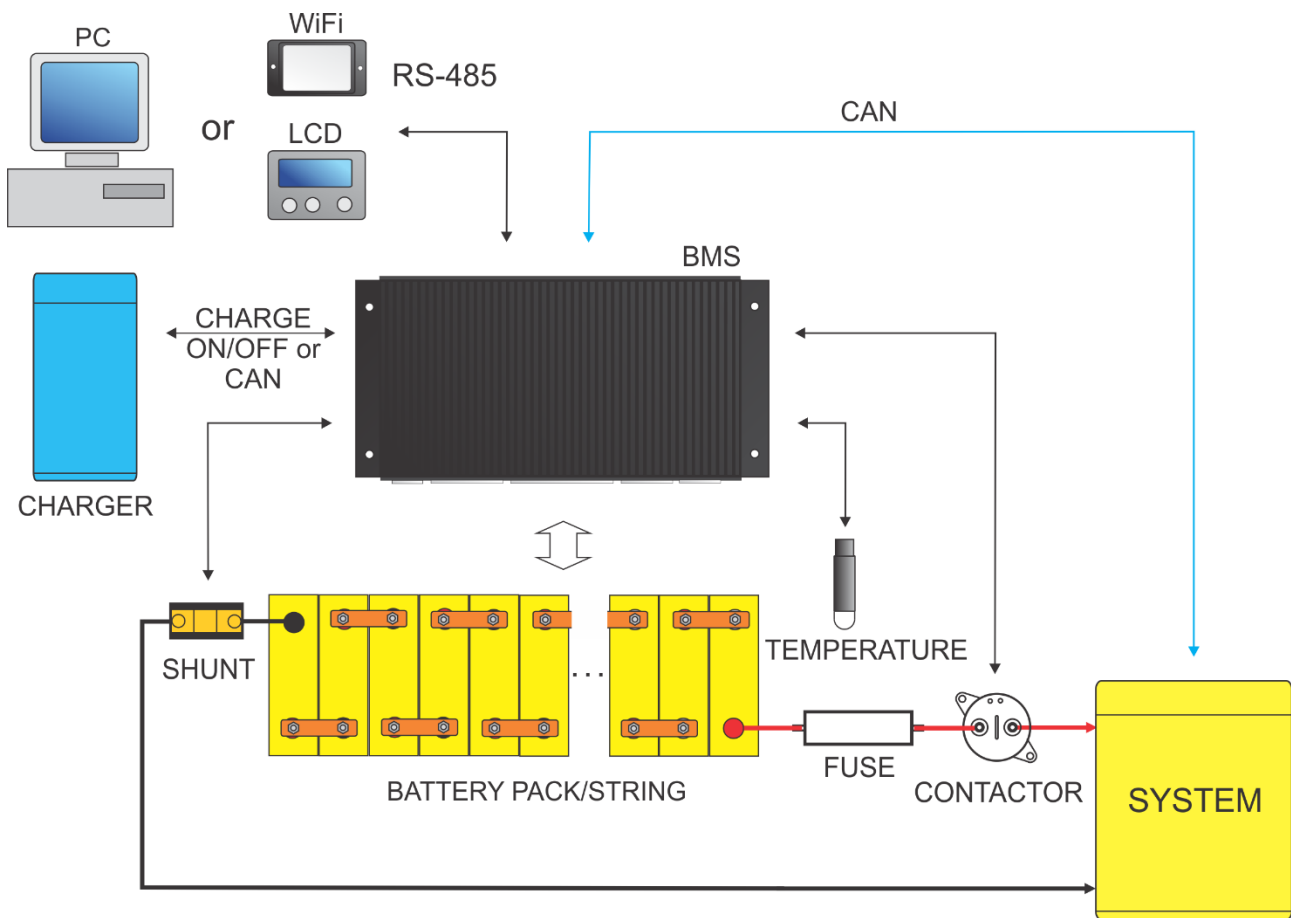 PC
WiFi
RS-485
or
LCD
CAN
BMS
CHARGE
ON/OFF or
CAN
CHARGER
SHUNT
TEMPERATURE
...
FUSE
CONTACTOR
BATTERY PACK/STRING
SYSTEM